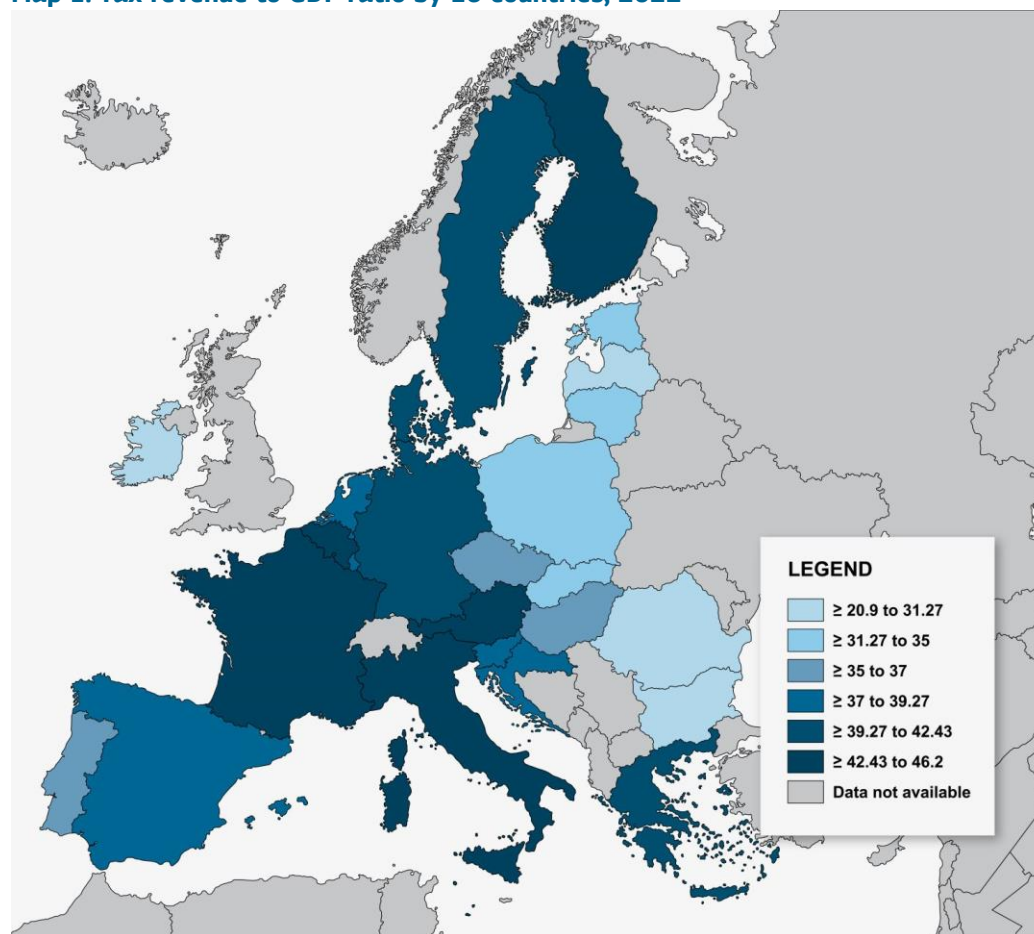 Map 1. Tax revenue to GDP ratio by countries, 2022
LEGEND
≥ 20.9 to 31.27
≥ 31.27 to 35
≥ 35 to 37
≥ 37 to 39.27
≥ 39.27 to 42.43
≥ 42.43 to 46.2
Data not available